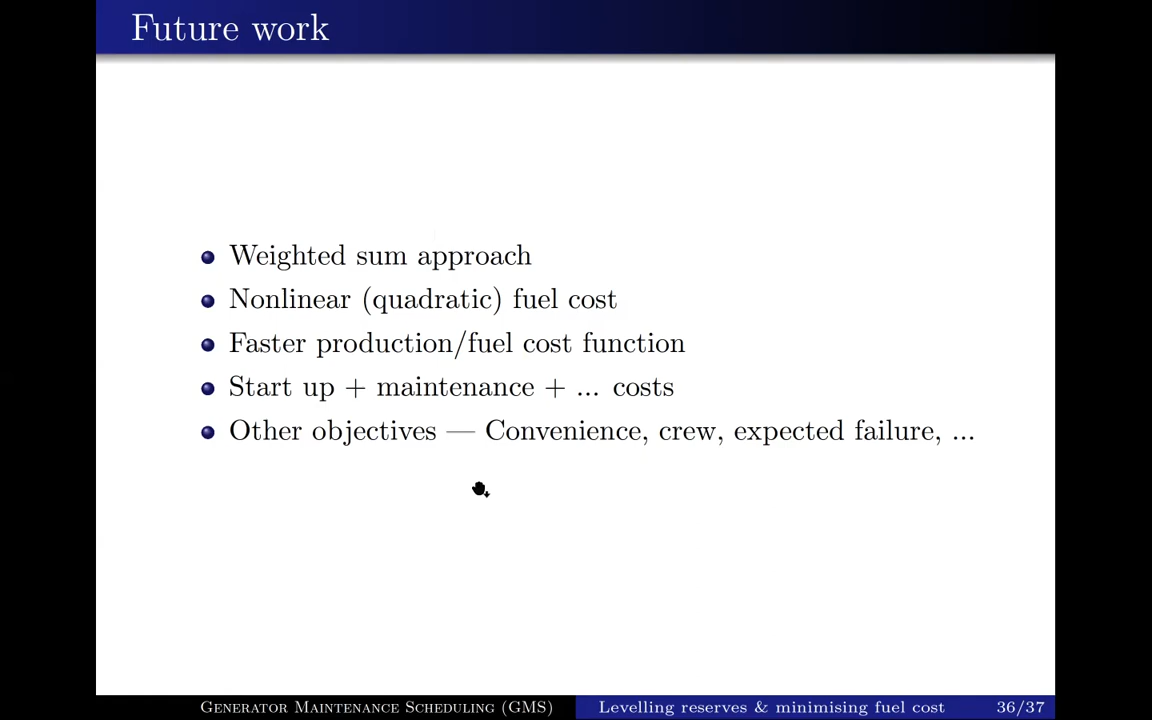 Future work
Weighted sum approach
Nonlinear (quadratic) fuel cost
Faster production/fuel cost function
Start up + maintenance + ... costs
Other objectives — Convenience, crew, expected failure, ...
Generator Maintenance Scheduling (GMS) Levelling reserves & minimising fuel cost 36/37